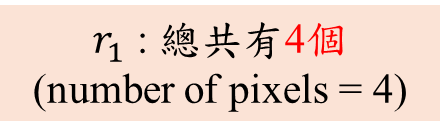 r₁ : 總共有4個
(number of pixels = 4)